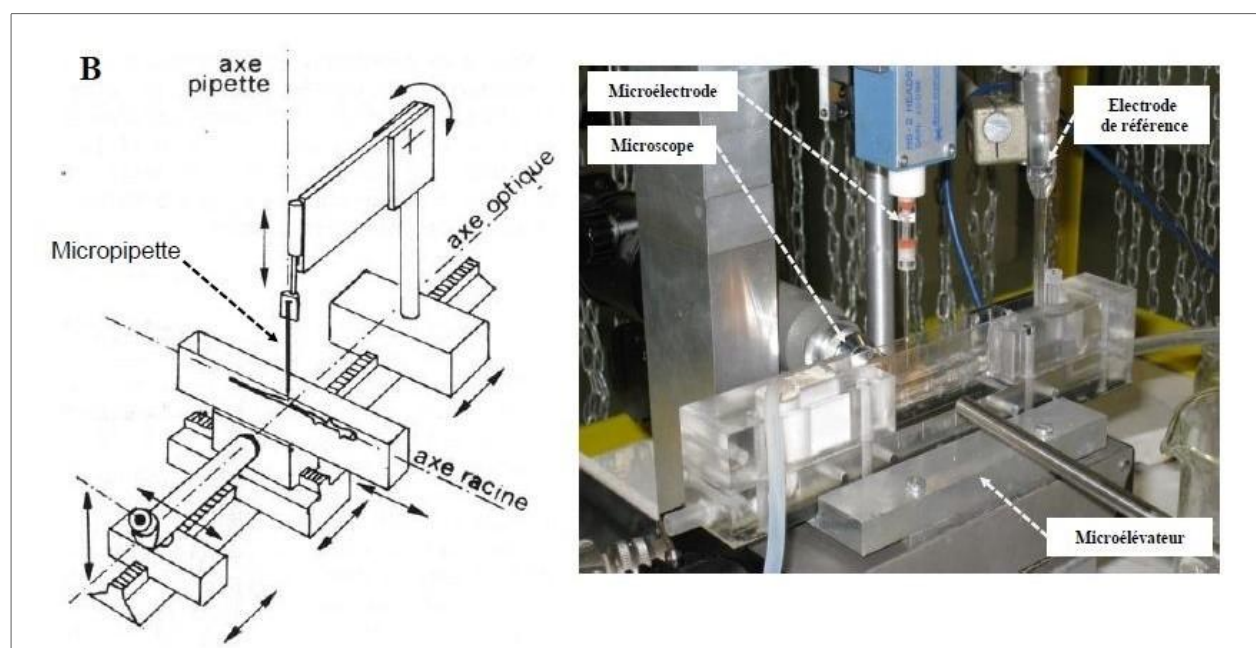 B
axe
pipette
axe optique
Micropipette
axe racine
Microélectrode
Microscope
Electrode
de référence
Microélévateur